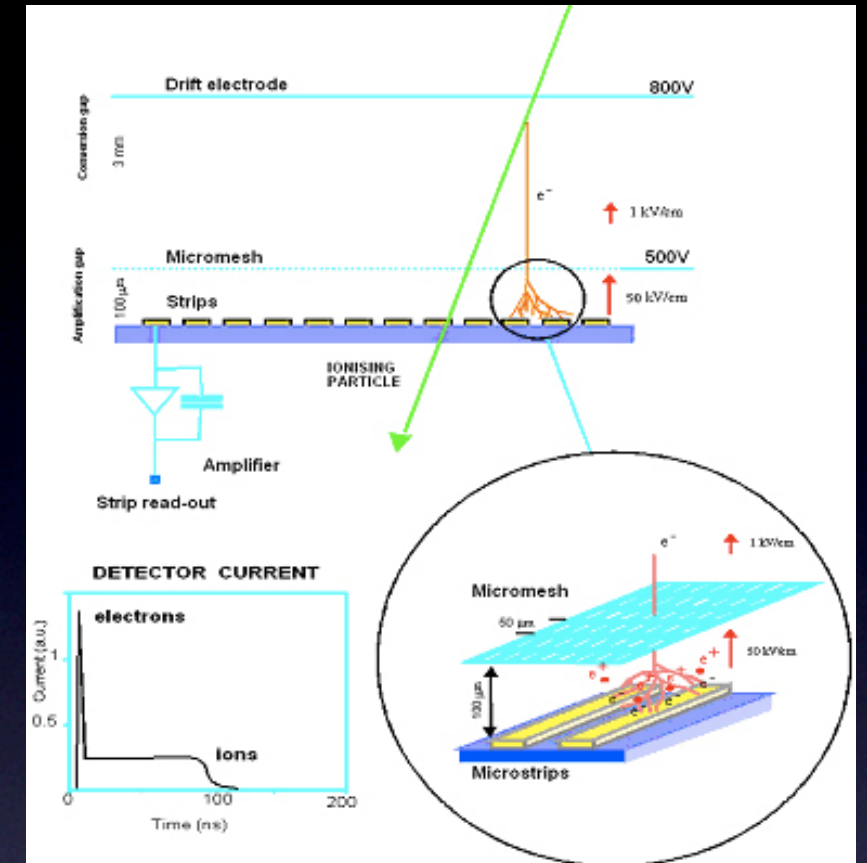 Drift electrode
800V
Conversion gap
3 mm
e-
1 kV/cm
Micromesh
500V
Amplification gap
100 µm
Strips
50 kV/cm
IONISING
PARTICLE
Amplifier
Strip read-out
DETECTOR CURRENT
electrons
Current (a.u.)
1
0.5
ions
0
100
200
Time (ns)
e-
1 kV/cm
Micromesh
50 µm
50 kV/cm
e+
e+
e+
e-
e-
e-
100 µm
Microstrips